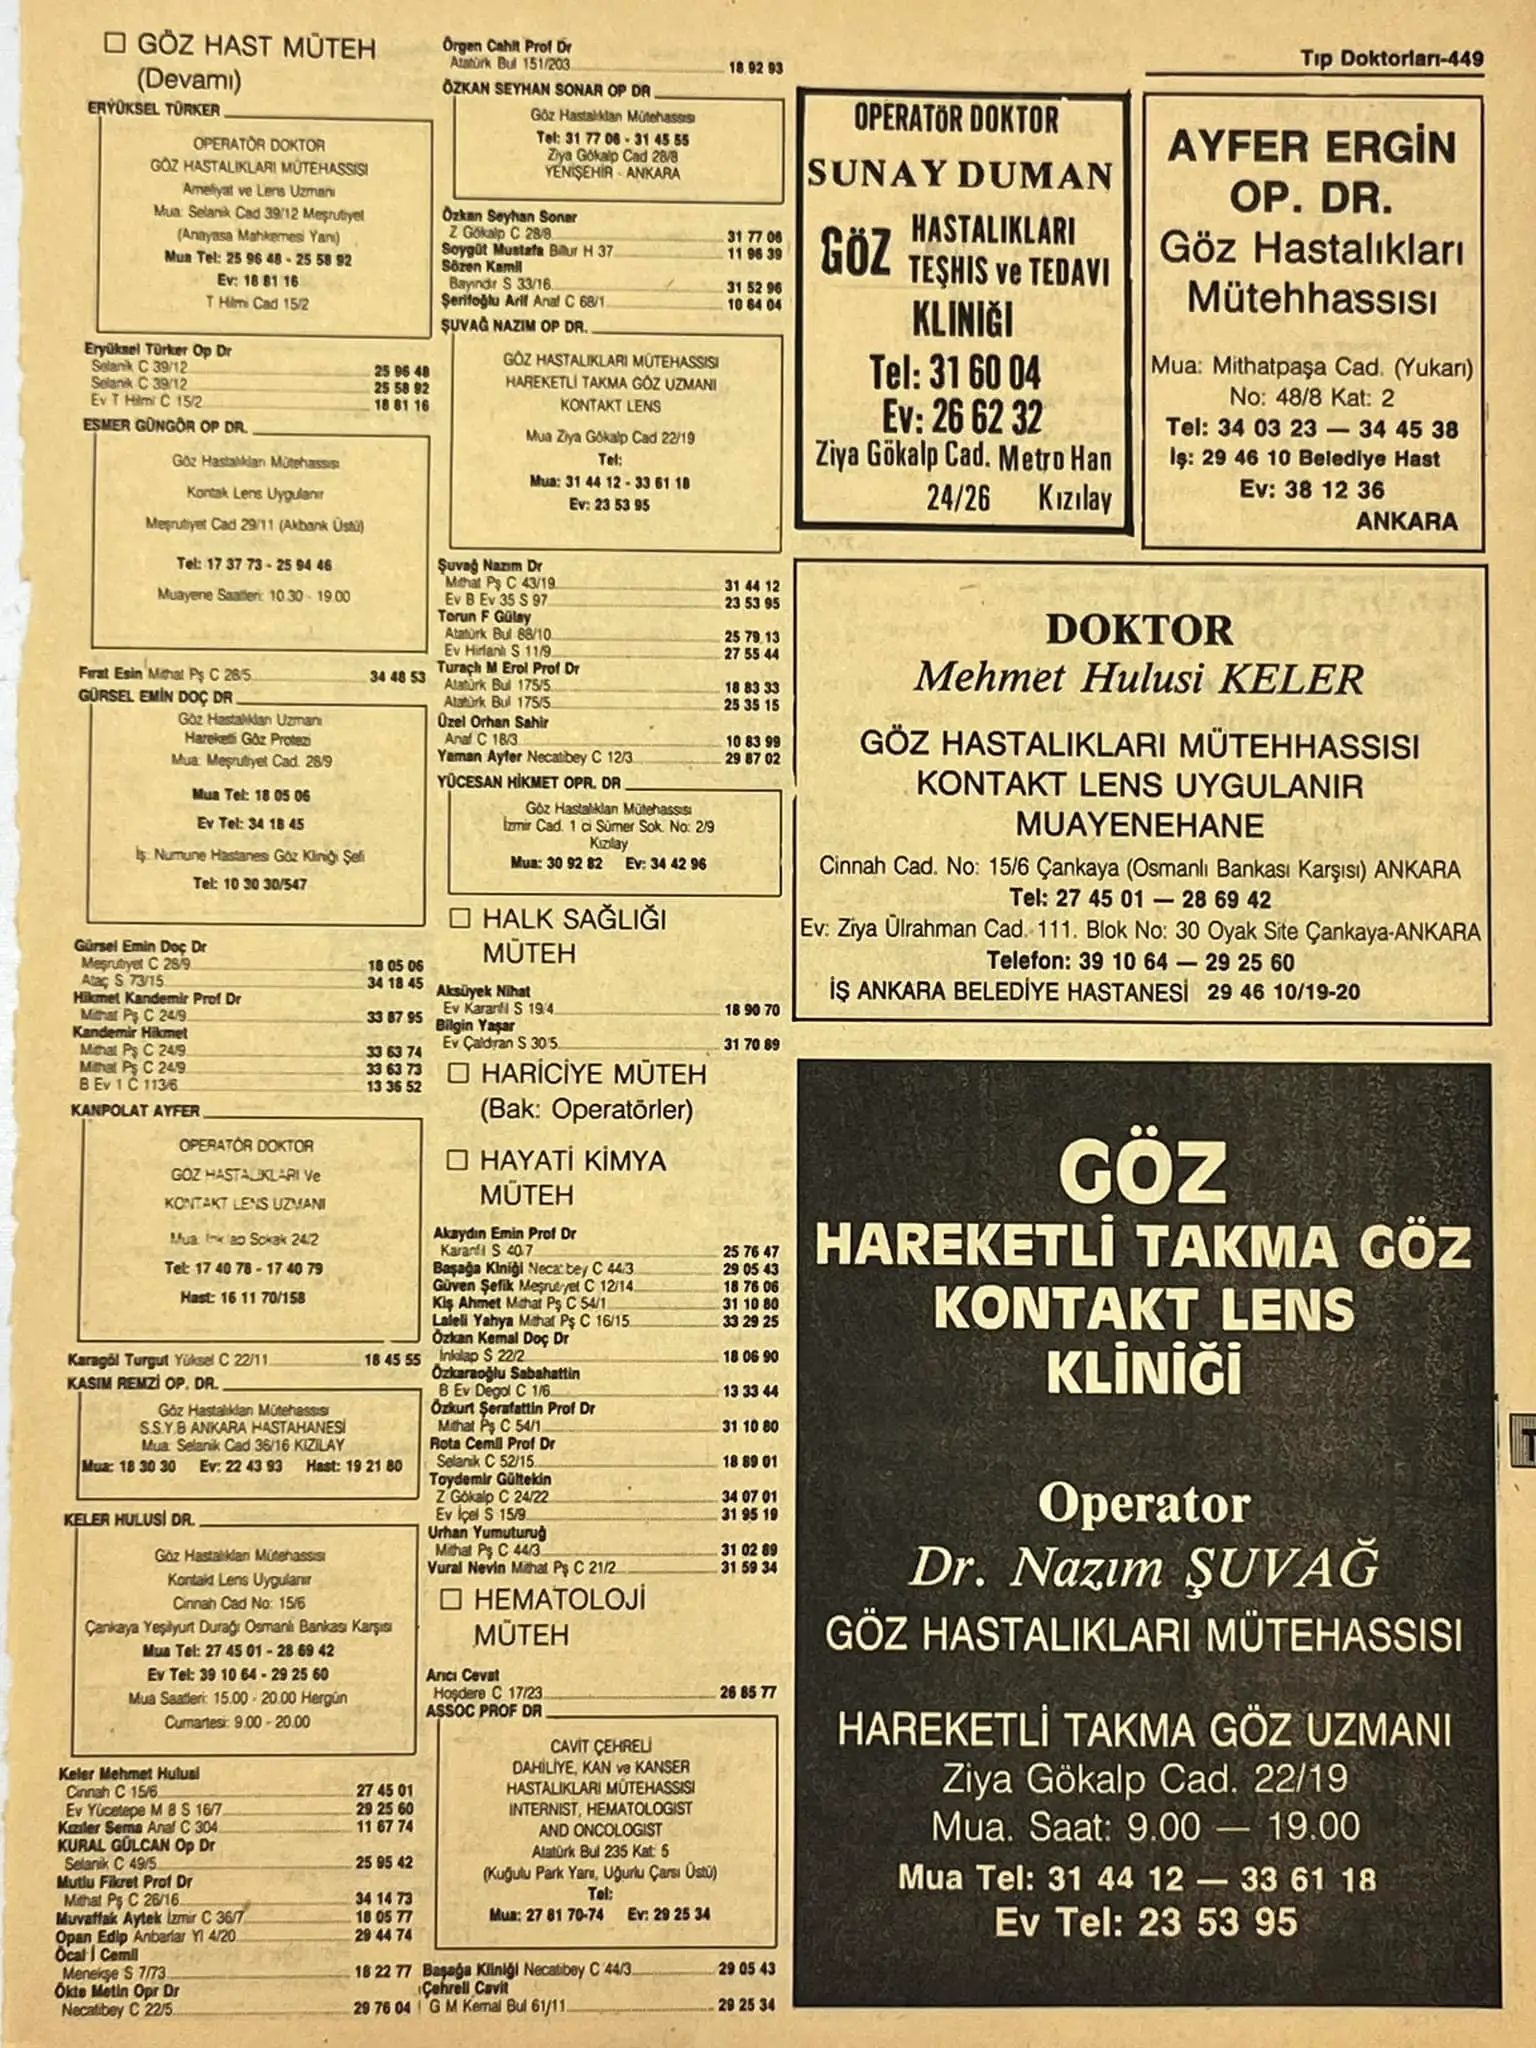 Tıp Doktorları-449
☐ GÖZ HAST MÜTEH
(Devamı)
ERYÜKSEL TÜRKER
OPERATÖR DOKTOR
GÖZ HASTALIKLARI MÜTEHASSISI
Ameliyat ve Lens Uzmanı
Mua: Selanik Cad 39/12 Meşrutiyet
(Anayasa Mahkemesi Yanı)
Mua Tel: 25 96 48 - 25 58 92
Ev: 18 81 16
T Hilmi Cad 15/2
Eryüksel Türker Op Dr
Selanik C 39/12 25 96 48
Selanik C 39/12 25 58 92
Ev T Hilmi C 15/2 18 81 16
ESMER GÜNGÖR OP DR.
Göz Hastalıkları Mütehassısı
Kontak Lens Uygulanır
Meşrutiyet Cad 29/11 (Akbank Üstü)
Tel: 17 37 73 - 25 94 46
Muayene Saatleri: 10.30 - 19.00
Fırat Esin Mithat Pş C 26/5 34 48 53
GÜRSEL EMİN DOÇ DR
Göz Hastalıkları Uzmanı
Hareketli Göz Protezi
Mua: Meşrutiyet Cad. 28/9
Mua Tel: 18 05 06
Ev Tel: 34 18 45
İş: Numune Hastanesi Göz Kliniği Şefi
Tel: 10 30 30/547
Gürsel Emin Doç Dr
Meşrutiyet C 28/9 18 05 06
Ataç S 73/15 34 18 45
Hikmet Kandemir Prof Dr
Mithat Pş C 24/9 33 87 95
Kandemir Hikmet
Mithat Pş C 24/9 33 63 74
Mithat Pş C 24/9 33 63 73
B Ev 1 C 113/6 13 36 52
KANPOLAT AYFER
OPERATÖR DOKTOR
GÖZ HASTALIKLARI Ve
KONTAKT LENS UZMANI
Mua: İnkılap Sokak 24/2
Tel: 17 40 78 - 17 40 79
Hast: 16 11 70/158
Karagöl Turgut Yüksel C 22/11 18 45 55
KASIM REMZİ OP. DR.
Göz Hastalıkları Mütehassısı
S.S.Y.B ANKARA HASTAHANESİ
Mua: Selanik Cad 36/16 KIZILAY
Mua: 18 30 30 Ev: 22 43 93 Hast: 19 21 80
KELER HULUSİ DR.
Göz Hastalıkları Mütehassısı
Kontakt Lens Uygulanır
Cinnah Cad No: 15/6
Çankaya Yeşilyurt Durağı Osmanlı Bankası Karşısı
Mua Tel: 27 45 01 - 28 69 42
Ev Tel: 39 10 64 - 29 25 60
Mua Saatleri: 15.00 - 20.00 Hergün
Cumartesi: 9.00 - 20.00
Keler Mehmet Hulusi
Cinnah C 15/6 27 45 01
Ev Yücetepe M 8 S 16/7 29 25 60
Kızıler Sema Anaf C 304 11 67 74
KURAL GÜLCAN Op Dr
Selanik C 49/5 25 95 42
Mutlu Fikret Prof Dr
Mithat Pş C 26/16 34 14 73
Muvaffak Aytek İzmir C 36/7 18 05 77
Opan Edip Anbarlar Yl 4/20 29 44 74
Öcal İ Cemil
Menekşe S 7/73 18 22 77
Ökte Metin Opr Dr
Necatibey C 22/5 29 76 04
Örgen Cahit Prof Dr
Atatürk Bul 151/203 18 92 93
ÖZKAN SEYHAN SONAR OP DR
Göz Hastalıkları Mütehassısı
Tel: 31 77 06 - 31 45 55
Ziya Gökalp Cad 28/8
YENİŞEHİR - ANKARA
Özkan Seyhan Sonar
Z Gökalp C 28/8 31 77 06
Soygüt Mustafa Billur H 37 11 96 39
Sözen Kamil
Bayındır S 33/16 31 52 96
Şerifoğlu Arif Anaf C 68/1 10 64 04
ŞUVAĞ NAZIM OP DR.
GÖZ HASTALIKLARI MÜTEHASSISI
HAREKETLİ TAKMA GÖZ UZMANI
KONTAKT LENS
Mua Ziya Gökalp Cad 22/19
Tel:
Mua: 31 44 12 - 33 61 18
Ev: 23 53 95
Şuvağ Nazım Dr
Mithat Pş C 43/19 31 44 12
Ev B Ev 35 S 97 23 53 95
Torun F Gülay
Atatürk Bul 88/10 25 79 13
Ev Hirfanlı S 11/9 27 55 44
Turaçlı M Erol Prof Dr
Atatürk Bul 175/5 18 83 33
Atatürk Bul 175/5 25 35 15
Üzel Orhan Sahir
Anaf C 18/3 10 83 99
Yaman Ayfer Necatibey C 12/3 29 87 02
YÜCESAN HİKMET OPR. DR
Göz Hastalıkları Mütehassısı
İzmir Cad. 1 ci Sümer Sok. No: 2/9
Kızılay
Mua: 30 92 82 Ev: 34 42 96
☐ HALK SAĞLIĞI
MÜTEH
Aksüyek Nihat
Ev Karanfil S 19/4 18 90 70
Bilgin Yaşar
Ev Çaldıran S 30/5 31 70 89
☐ HARİCİYE MÜTEH
(Bak: Operatörler)
☐ HAYATİ KİMYA
MÜTEH
Akaydın Emin Prof Dr
Karanfil S 40/7 25 76 47
Başağa Kliniği Necatibey C 44/3 29 05 43
Güven Şefik Meşrutiyet C 12/14 18 76 06
Kiş Ahmet Mithat Pş C 54/1 31 10 80
Laleli Yahya Mithat Pş C 16/15 33 29 25
Özkan Kemal Doç Dr
İnkilap S 22/2 18 06 90
Özkaraoğlu Sabahattin
B Ev Degol C 1/6 13 33 44
Özkurt Şerafattin Prof Dr
Mithat Pş C 54/1 31 10 80
Rota Cemil Prof Dr
Selanik C 52/15 18 89 01
Toydemir Gültekin
Z Gökalp C 24/22 34 07 01
Ev İçel S 15/9 31 95 19
Urhan Yumuturuğ
Mithat Pş C 44/3 31 02 89
Vural Nevin Mithat Pş C 21/2 31 59 34
☐ HEMATOLOJİ
MÜTEH
Arıcı Cevat
Hoşdere C 17/23 26 85 77
ASSOC PROF DR
CAVİT ÇEHRELİ
DAHİLİYE, KAN ve KANSER
HASTALIKLARI MÜTEHASSISI
INTERNIST, HEMATOLOGIST
AND ONCOLOGIST
Atatürk Bul 235 Kat: 5
(Kuğulu Park Yanı, Uğurlu Çarşı Üstü)
Tel:
Mua: 27 81 70-74 Ev: 29 25 34
Başağa Kliniği Necatibey C 44/3 29 05 43
Çehreli Cavit
G M Kemal Bul 61/11 29 25 34
OPERATÖR DOKTOR
SUNAY DUMAN
GÖZ HASTALIKLARI
TEŞHIS ve TEDAVI
KLINIĞI
Tel: 31 60 04
Ev: 26 62 32
Ziya Gökalp Cad. Metro Han
24/26 Kızılay
AYFER ERGİN
OP. DR.
Göz Hastalıkları
Mütehhassısı
Mua: Mithatpaşa Cad. (Yukarı)
No: 48/8 Kat: 2
Tel: 34 03 23 — 34 45 38
İş: 29 46 10 Belediye Hast
Ev: 38 12 36
ANKARA
DOKTOR
Mehmet Hulusi KELER
GÖZ HASTALIKLARI MÜTEHHASSISI
KONTAKT LENS UYGULANIR
MUAYENEHANE
Cinnah Cad. No: 15/6 Çankaya (Osmanlı Bankası Karşısı) ANKARA
Tel: 27 45 01 — 28 69 42
Ev: Ziya Ülrahman Cad. 111. Blok No: 30 Oyak Site Çankaya-ANKARA
Telefon: 39 10 64 — 29 25 60
İŞ ANKARA BELEDİYE HASTANESİ 29 46 10/19-20
GÖZ
HAREKETLİ TAKMA GÖZ
KONTAKT LENS
KLİNİĞİ
Operator
Dr. Nazım ŞUVAĞ
GÖZ HASTALIKLARI MÜTEHASSISI
HAREKETLİ TAKMA GÖZ UZMANI
Ziya Gökalp Cad. 22/19
Mua. Saat: 9.00 — 19.00
Mua Tel: 31 44 12 — 33 61 18
Ev Tel: 23 53 95
T